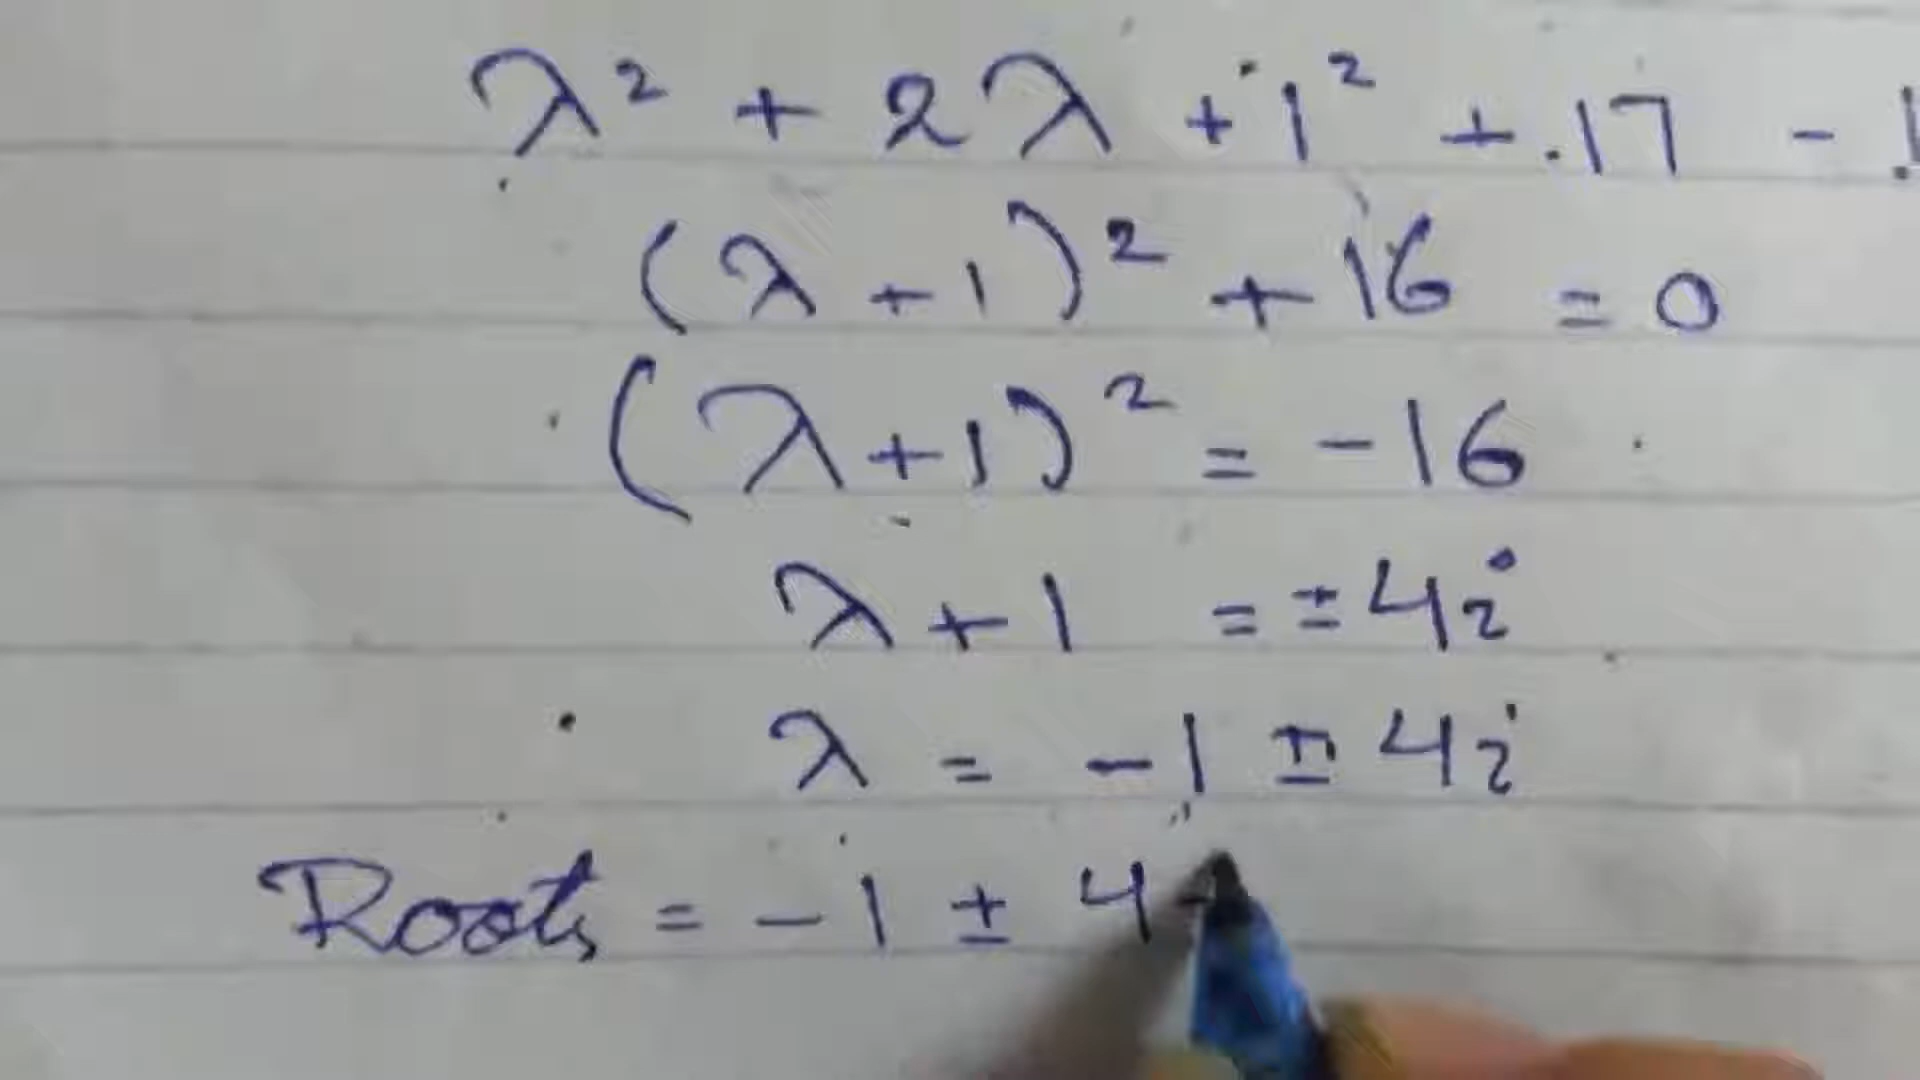 λ² + 2λ + 1² + 17 - 1
(λ + 1)² + 16 = 0
(λ + 1)² = -16
λ + 1 = ± 4i
λ = -1 ± 4i
Roots = -1 ± 4